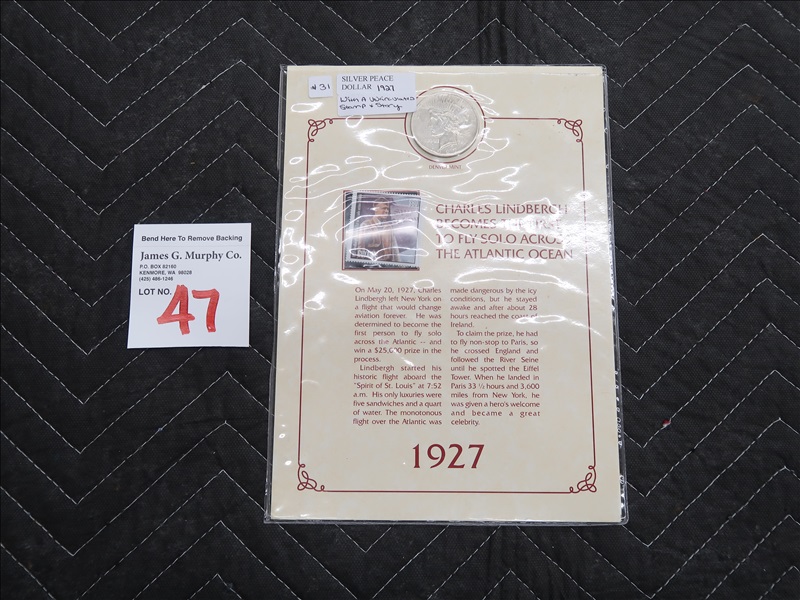 #31
SILVER PEACE
DOLLAR 1927
With A
Stamp & Story
CHARLES LINDBERGH
BECOMES THE
TO FLY SOLO ACROSS
THE ATLANTIC OCEAN
On May 20, 1927, Charles
Lindbergh left New York on
a flight that would change
aviation forever. He was
determined to become the
first person to fly solo
across the Atlantic -- and
win a $25,000 prize in the
process.
Lindbergh started his
historic flight aboard the
"Spirit of St. Louis" at 7:52
a.m. His only luxuries were
five sandwiches and a quart
of water. The monotonous
flight over the Atlantic was
made dangerous by the icy
conditions, but he stayed
awake and after about 28
hours reached the coast of
Ireland.
To claim the prize, he had
to fly non-stop to Paris, so
he crossed England and
followed the River Seine
until he spotted the Eiffel
Tower. When he landed in
Paris 33 ½ hours and 3,600
miles from New York, he
was given a hero's welcome
and became a great
celebrity.
1927
Bend Here To Remove Backing
James G. Murphy Co.
P.O. BOX 82160
KENMORE, WA 98028
(425) 486-1246
LOT NO. 47